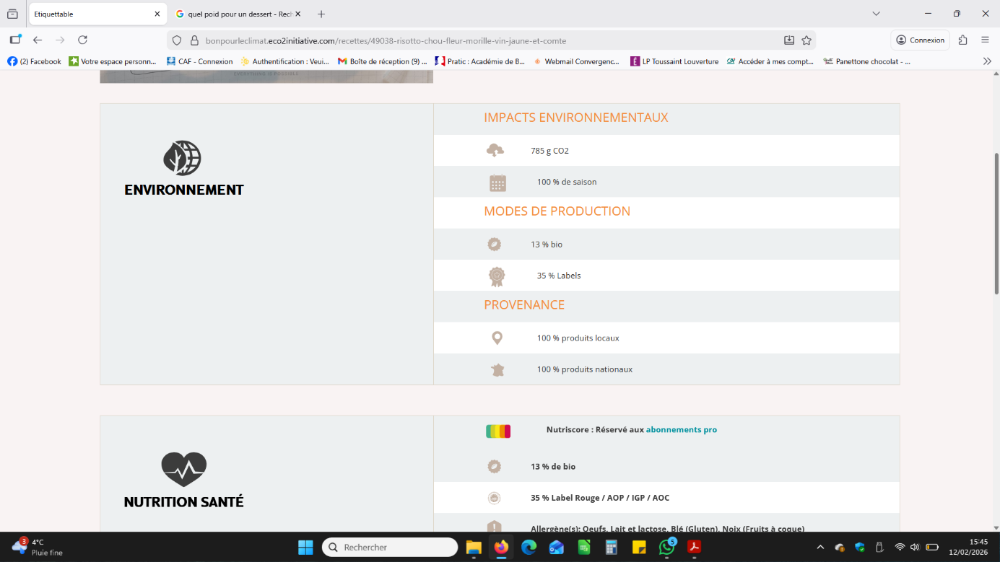 Etiquettable
quel poid pour un dessert - Rech
bonpourleclimat.eco2initiative.com/recettes/49038-risotto-chou-fleur-morille-vin-jaune-et-comte
Connexion
(2) Facebook
Votre espace personn...
CAF - Connexion
Authentification : Veui...
Boîte de réception (9) ...
Pratic : Académie de B...
Webmail Convergenc...
LP Toussaint Louverture
Accéder à mes compt...
Panettone chocolat - ...
EVERYTHING IS POSSIBLE
ENVIRONNEMENT
IMPACTS ENVIRONNEMENTAUX
785 g CO2
100 % de saison
MODES DE PRODUCTION
13 % bio
35 % Labels
PROVENANCE
100 % produits locaux
100 % produits nationaux
NUTRITION SANTÉ
Nutriscore : Réservé aux abonnements pro
13 % de bio
35 % Label Rouge / AOP / IGP / AOC
Allergène(s): Oeufs, Lait et lactose, Blé (Gluten), Noix (Fruits à coque)
3
4°C
Pluie fine
Rechercher
5
15:45
12/02/2026